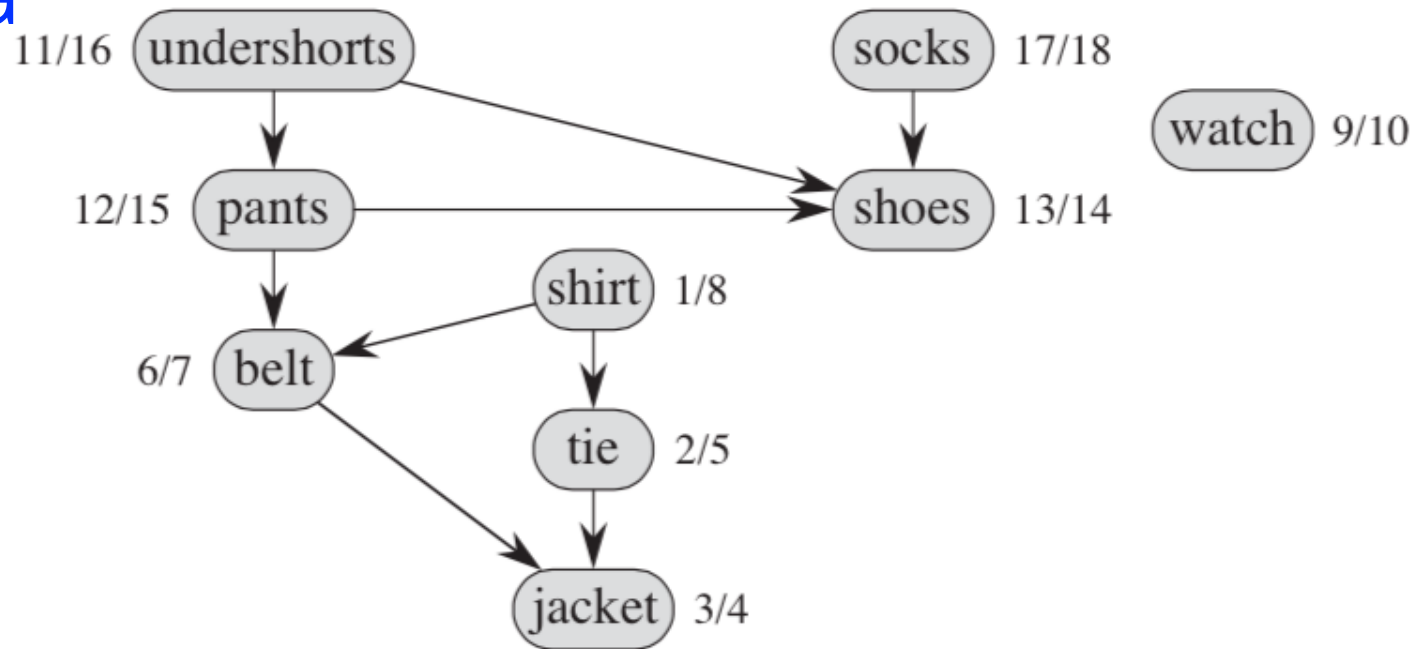 11/16 undershorts socks 17/18
watch 9/10
12/15 pants shoes 13/14
shirt 1/8
6/7 belt
tie 2/5
jacket 3/4